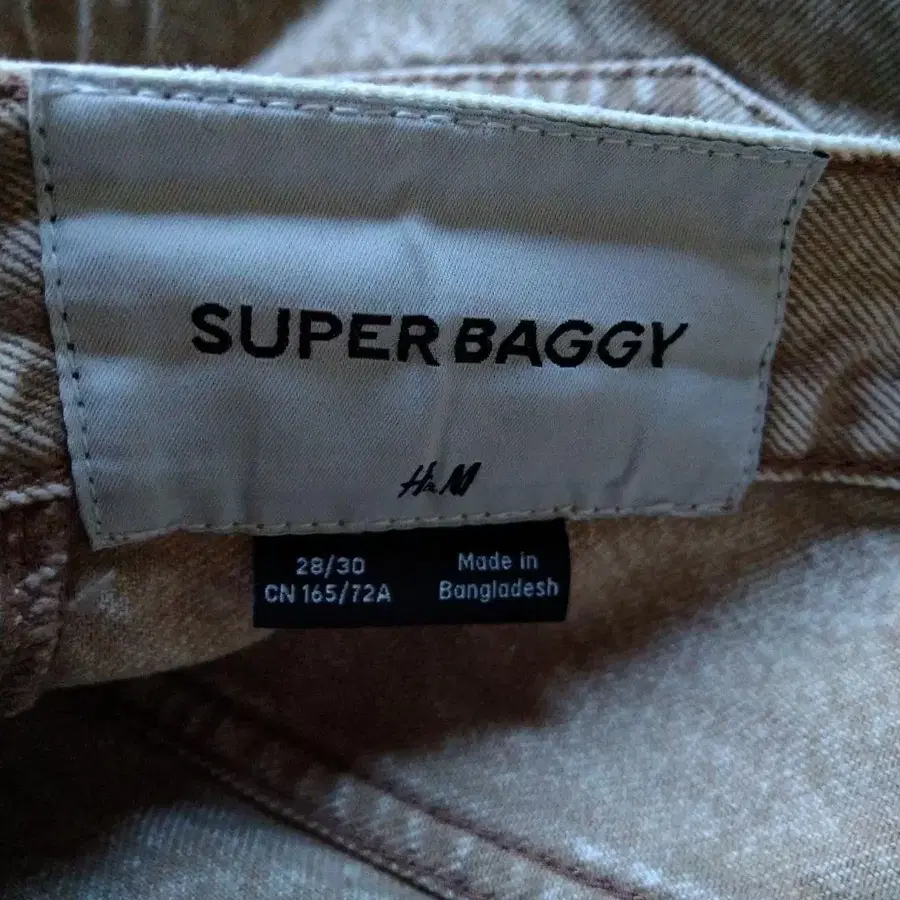 SUPER BAGGY
H&M
28/30
CN 165/72A
Made in
Bangladesh